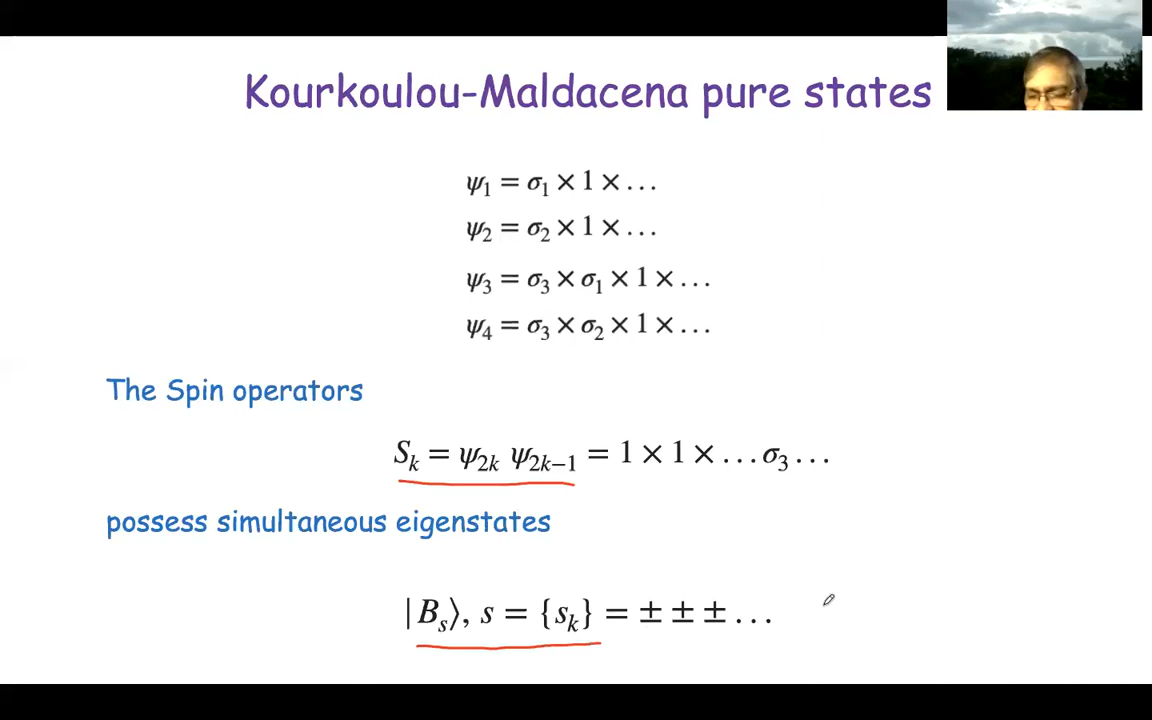 Kourkoulou-Maldacena pure states
ψ₁ = σ₁ × 1 × …
ψ₂ = σ₂ × 1 × …
ψ₃ = σ₃ × σ₁ × 1 × …
ψ₄ = σ₃ × σ₂ × 1 × …
The Spin operators
Sₖ = ψ₂ₖ ψ₂ₖ₋₁ = 1 × 1 × … σ₃ …
possess simultaneous eigenstates
|Bₛ⟩, s = {sₖ} = ± ± ± …